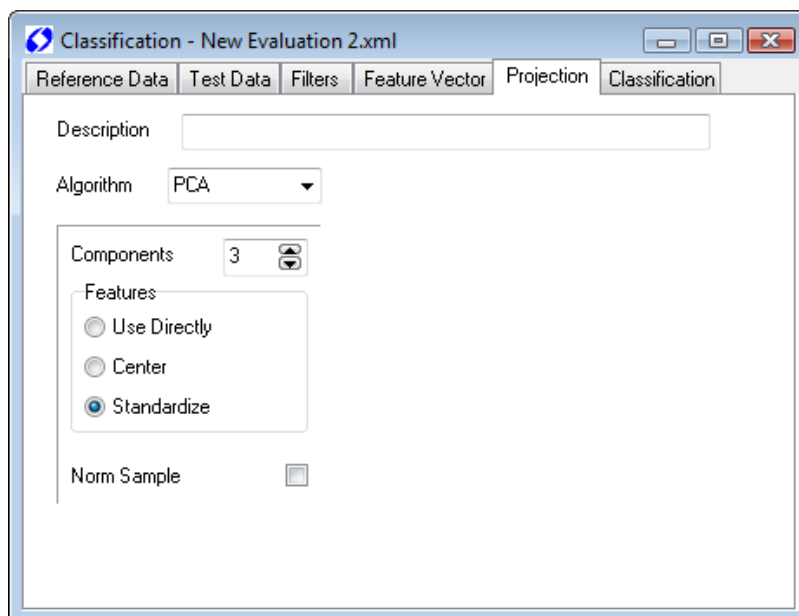 Classification - New Evaluation 2.xml
Reference Data Test Data Filters Feature Vector Projection Classification
Description
Algorithm PCA
Components 3
Features
Use Directly
Center
Standardize
Norm Sample